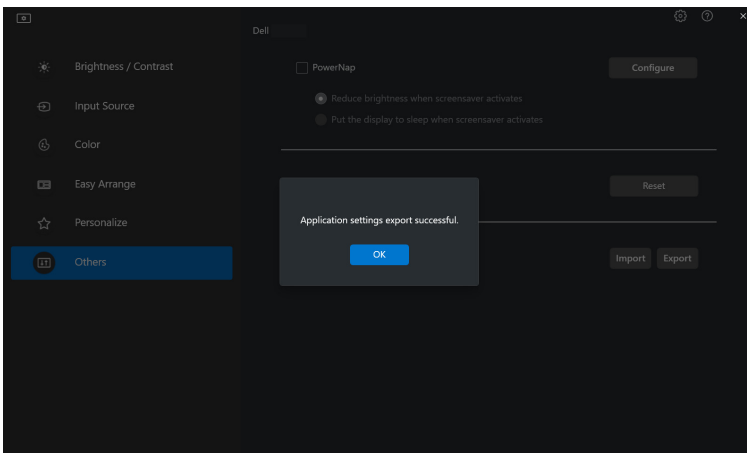 Dell
Brightness / Contrast
Input Source
Color
Easy Arrange
Personalize
Others
PowerNap
Configure
Reduce brightness when screensaver activates
Put the display to sleep when screensaver activates
Reset
Application settings export successful.
OK
Import Export